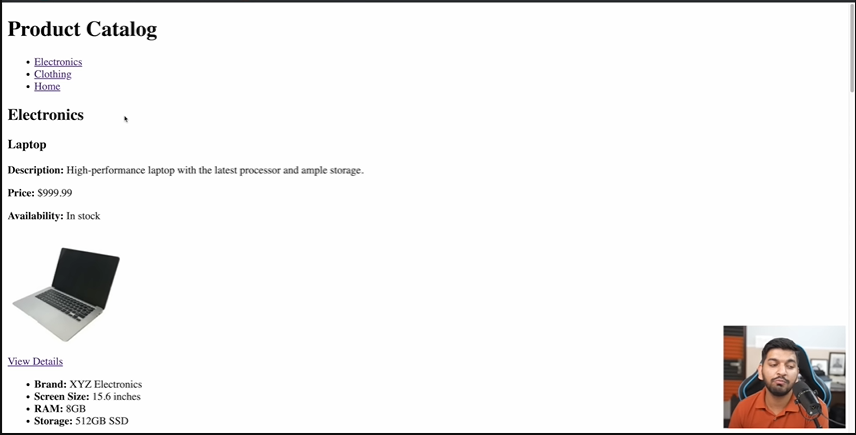 Product Catalog
Electronics
Clothing
Home
Electronics
Laptop
Description: High-performance laptop with the latest processor and ample storage.
Price: $999.99
Availability: In stock
View Details
Brand: XYZ Electronics
Screen Size: 15.6 inches
RAM: 8GB
Storage: 512GB SSD